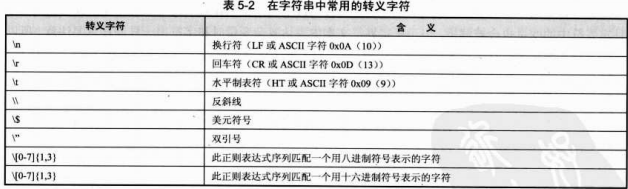 表 5-2 在字符串中常用的转义字符
转义字符 含 义
\n 换行符（LF 或 ASCII 字符 0x0A（10））
\r 回车符（CR 或 ASCII 字符 0x0D（13））
\t 水平制表符（HT 或 ASCII 字符 0x09（9））
\\ 反斜线
\$ 美元符号
\" 双引号
\[0-7]{1,3} 此正则表达式序列匹配一个用八进制符号表示的字符
\[0-7]{1,3} 此正则表达式序列匹配一个用十六进制符号表示的字符